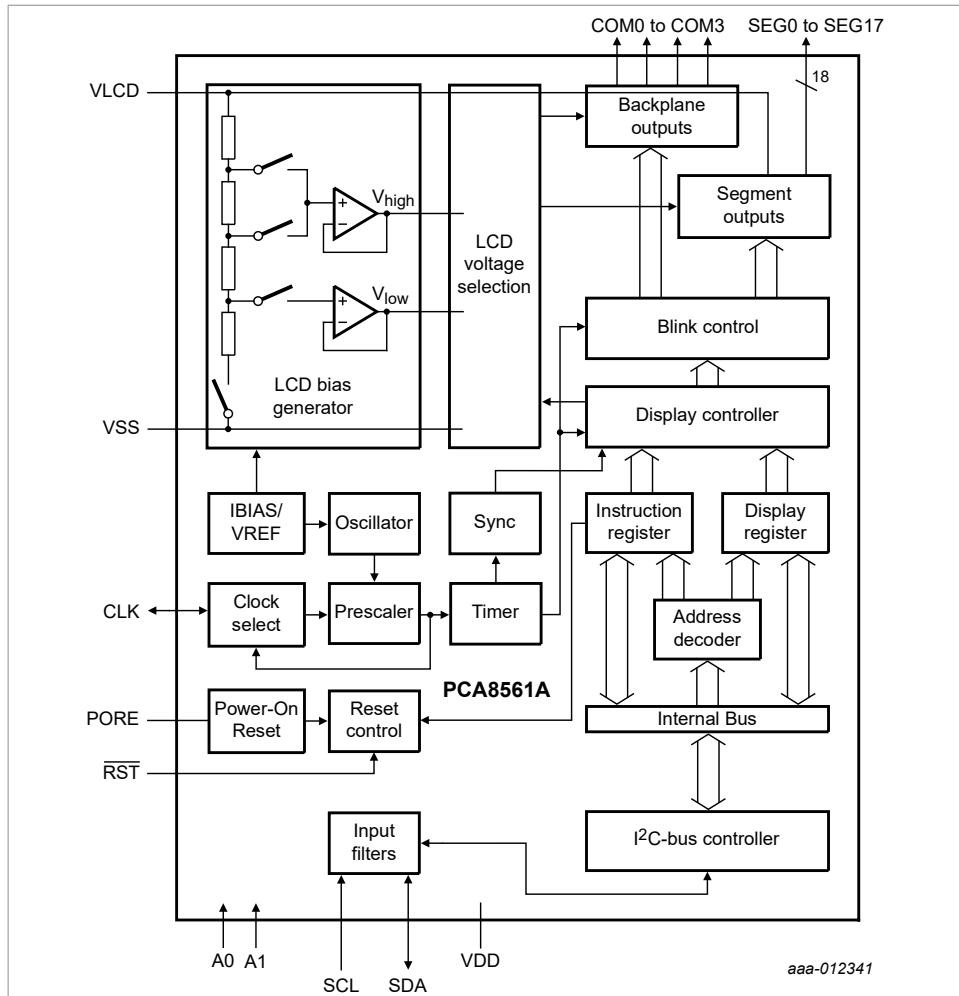 COM0 to COM3
SEG0 to SEG17
VLCD
18
Backplane
outputs
Segment
outputs
+
−
Vhigh
LCD
voltage
selection
+
−
Vlow
LCD bias
generator
Blink control
VSS
Display controller
IBIAS/
VREF
Oscillator
Sync
Instruction
register
Display
register
CLK
Clock
select
Prescaler
Timer
Address
decoder
PCA8561A
PORE
Power-On
Reset
Reset
control
Internal Bus
RST
Input
filters
I2C-bus controller
A0
A1
SCL
SDA
VDD
aaa-012341